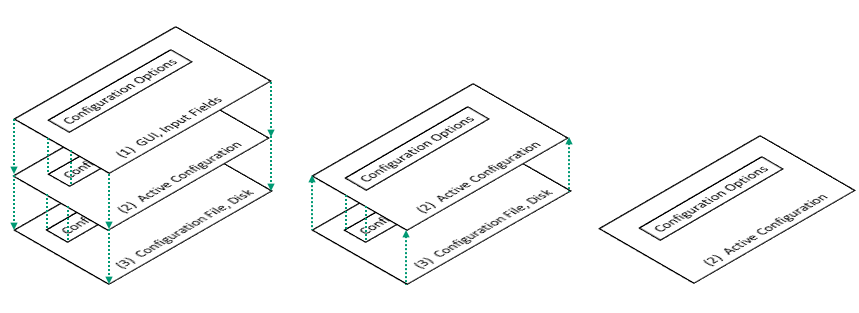 Configuration Options
(1) GUI, Input Fields
Conf
(2) Active Configuration
Conf
(3) Configuration File, Disk
Configuration Options
(2) Active Configuration
Conf
(3) Configuration File, Disk
Configuration Options
(2) Active Configuration